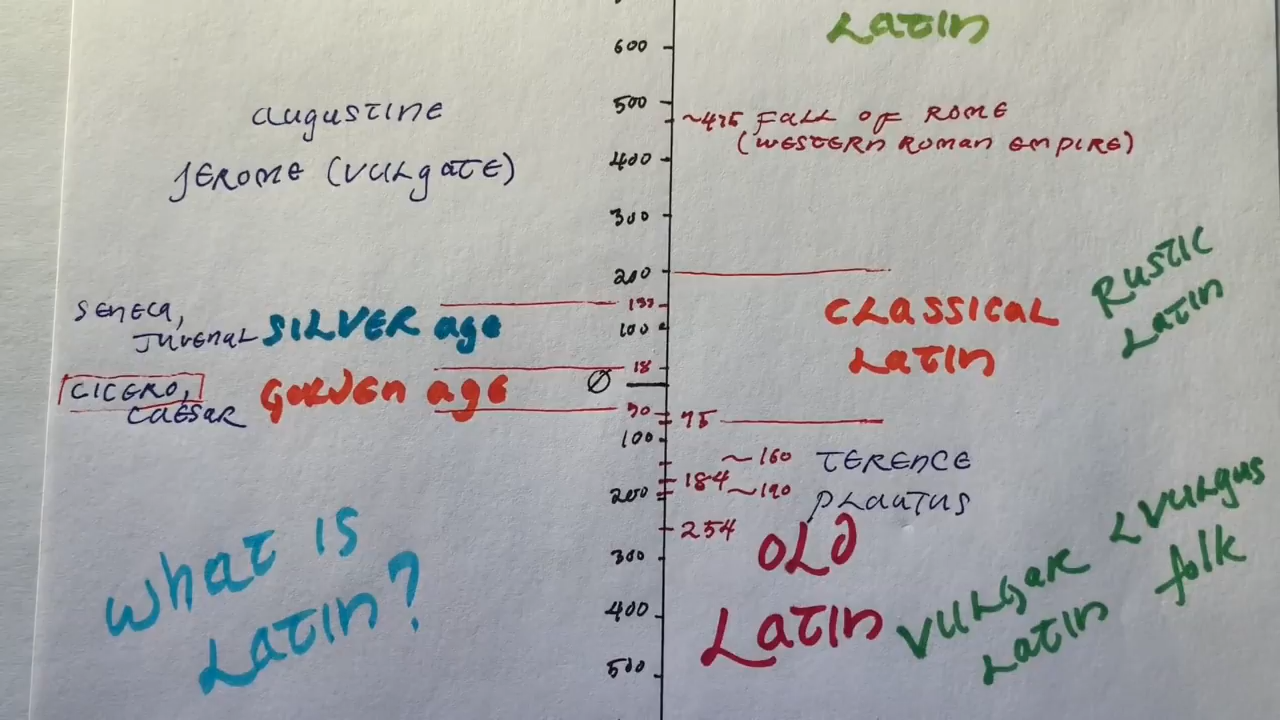 LATIN
600
500
~475 FALL OF ROME
(WESTERN ROMAN EMPIRE)
400
300
200
100
Ø
100
200
300
400
500
AUGUSTINE
JEROME (VULGATE)
SENECA,
JUVENAL
SILVER AGE
CICERO,
CAESAR
GOLDEN AGE
18
75
CLASSICAL
LATIN
RUSTIC
LATIN
~160 TERENCE
184
~190 PLAUTUS
254
OLD
LATIN
VULGAR
LATIN
VULGUS
folk
WHAT IS
LATIN?